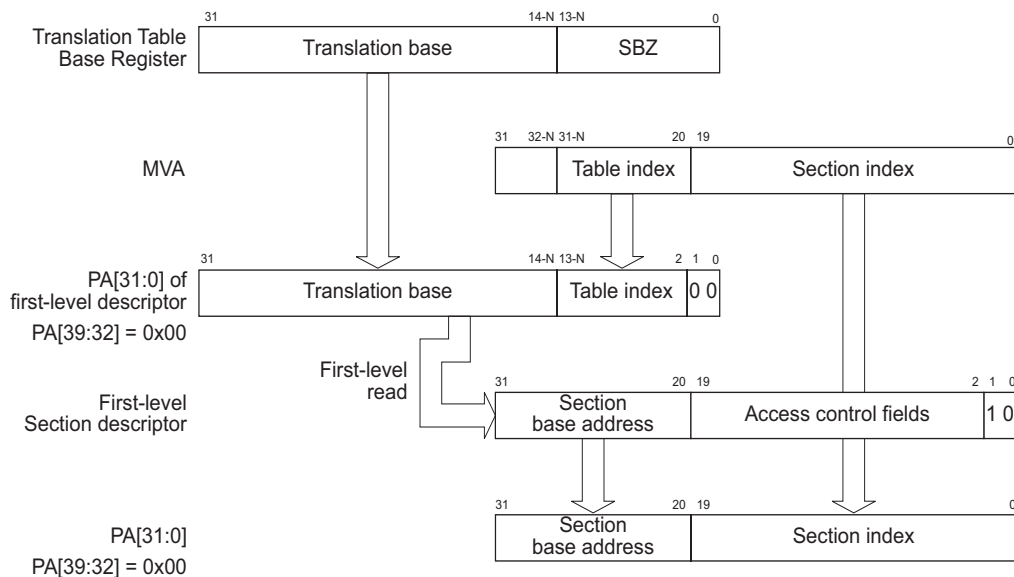 31 14-N 13-N 0
Translation Table
Base Register
Translation base SBZ
31 32-N 31-N 20 19 0
MVA
Table index Section index
31 14-N 13-N 2 1 0
PA[31:0] of
first-level descriptor
PA[39:32] = 0x00
Translation base Table index 0 0
First-level
read
31 20 19 2 1 0
First-level
Section descriptor
Section
base address
Access control fields 1 0
31 20 19 0
PA[31:0]
PA[39:32] = 0x00
Section
base address
Section index